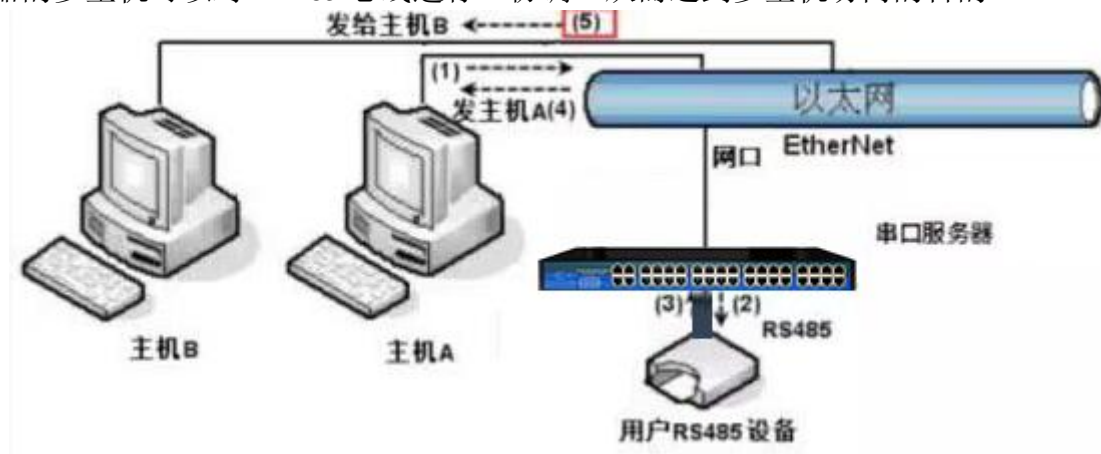 发给主机B (5)
(1)
发主机A(4)
以太网
EtherNet
网口
串口服务器
(3) (2)
RS485
主机B
主机A
用户RS485设备